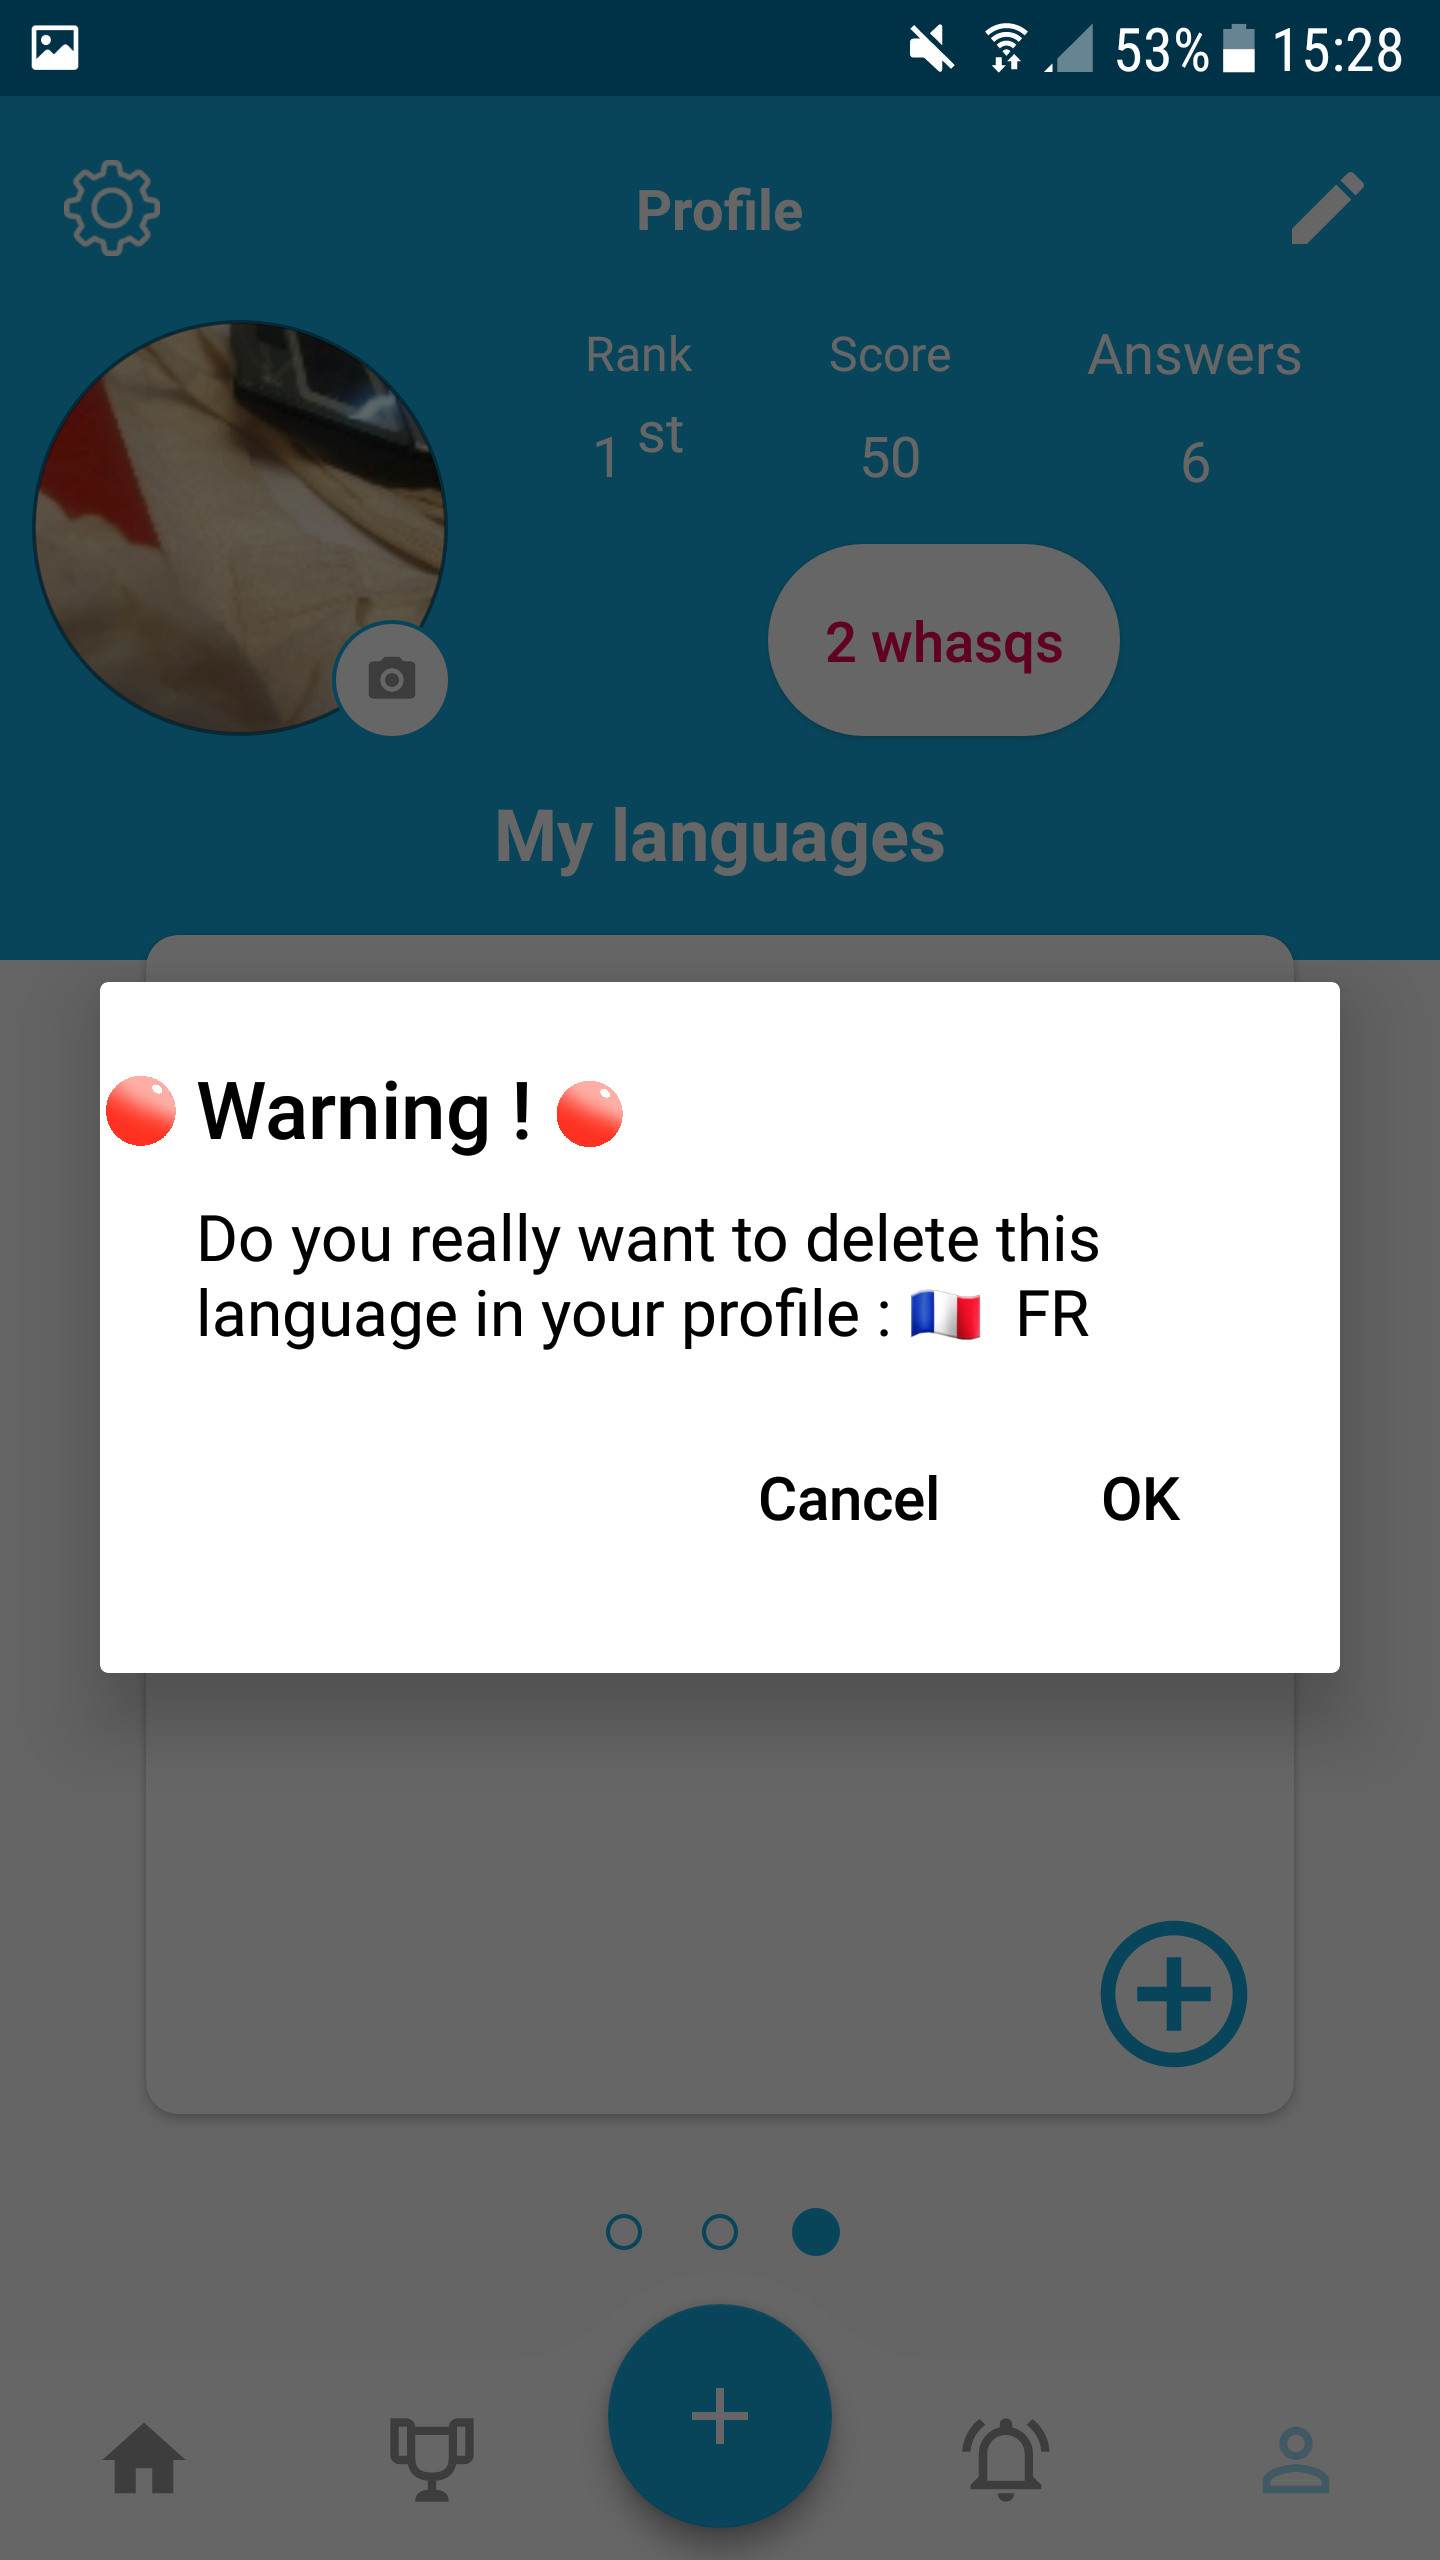 53% 15:28
Profile
Rank Score Answers
1 st 50 6
2 whasqs
My languages
🔴 Warning ! 🔴
Do you really want to delete this
language in your profile : 🇫🇷 FR
Cancel OK